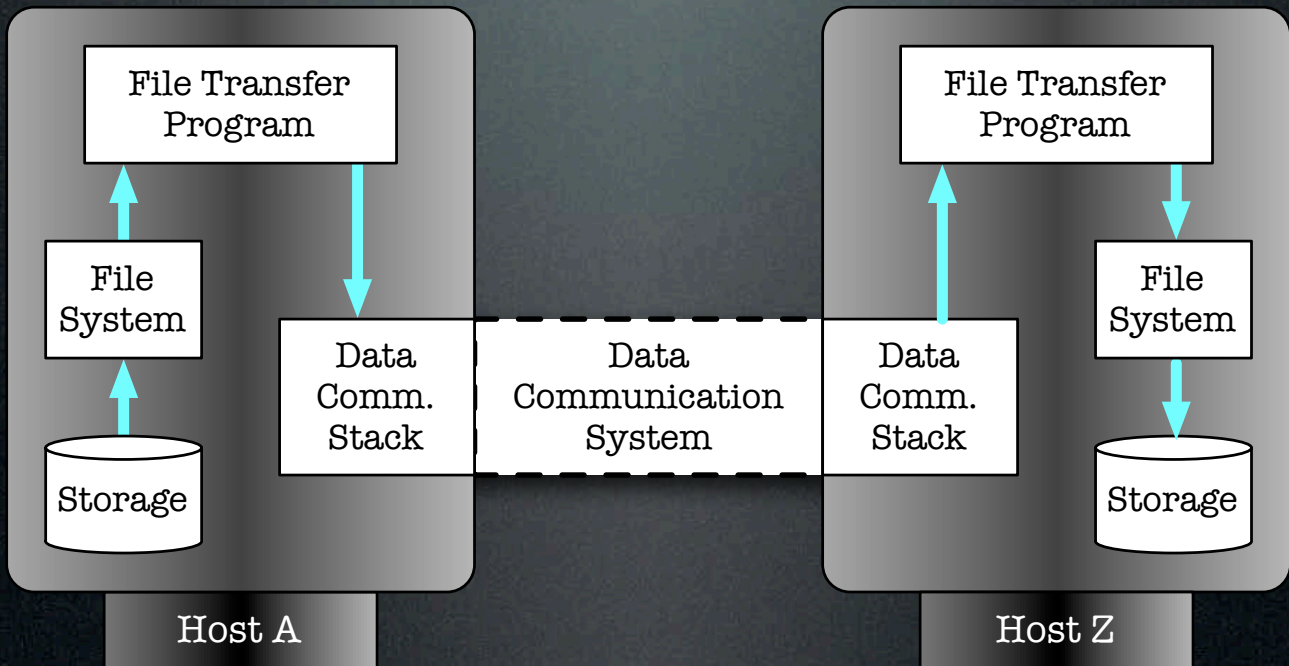 File Transfer
Program
File
System
Storage
Data
Comm.
Stack
Host A
Data
Communication
System
File Transfer
Program
Data
Comm.
Stack
File
System
Storage
Host Z